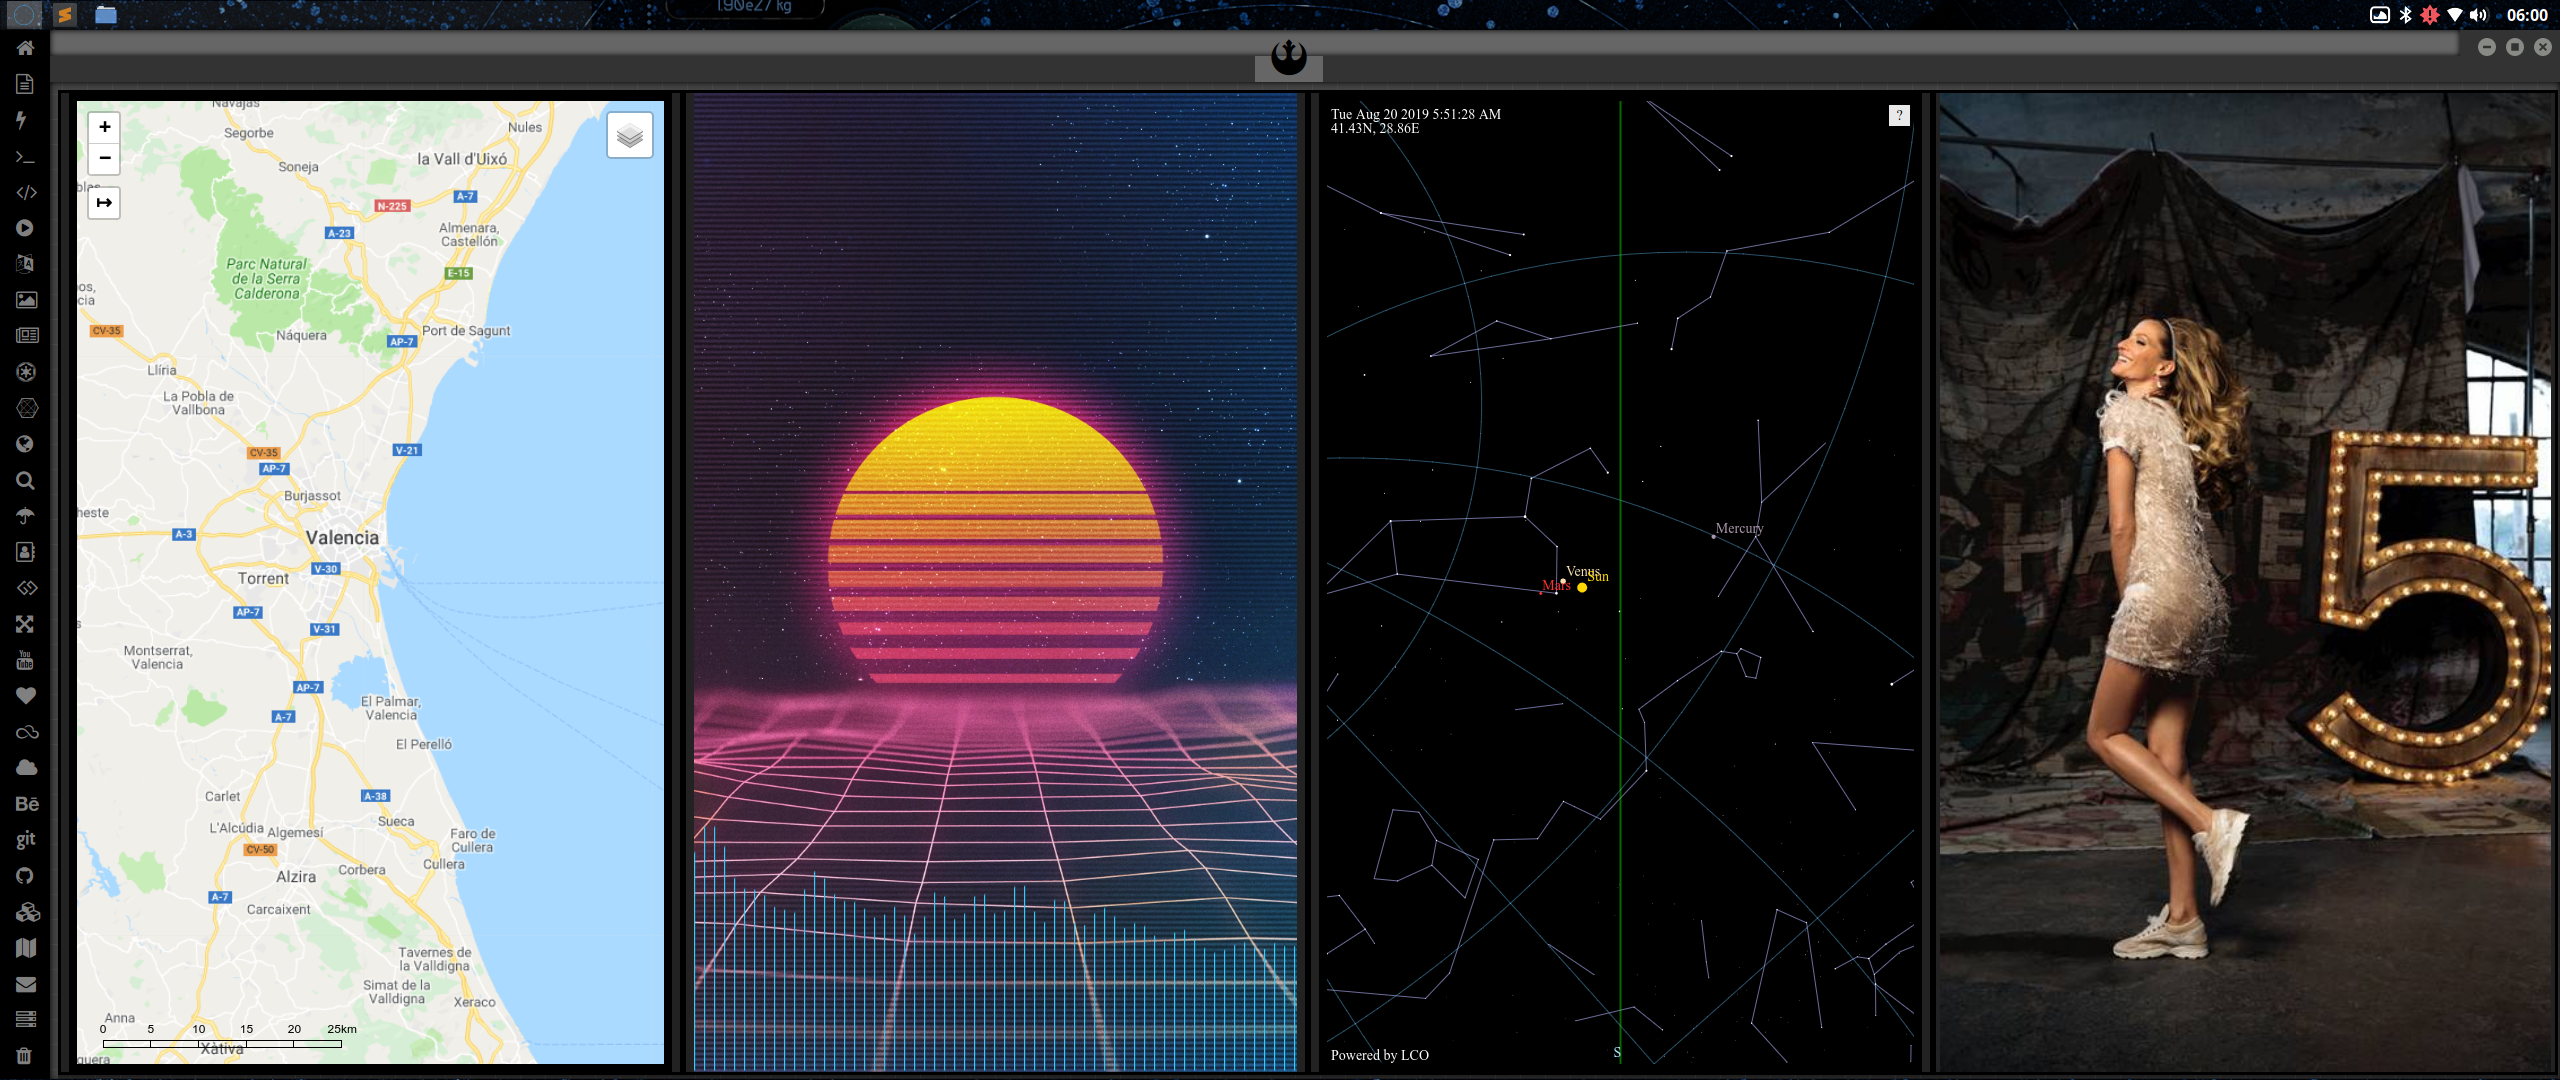 1.90e27 kg
06:00
Navajas
Segorbe
Nules
Soneja
la Vall d'Uixó
A-7
N-225
A-23
Almenara,
Castellón
Parc Natural
de la Serra
Calderona
E-15
CV-35
Náquera
AP-7
Port de Sagunt
Llíria
La Pobla de
Vallbona
V-21
CV-35
AP-7
Burjassot
heste
A-3
Valencia
V-30
Torrent
AP-7
V-31
Montserrat,
Valencia
AP-7
A-7
El Palmar,
Valencia
El Perelló
Carlet
A-38
L'Alcúdia
Algemesí
Sueca
Faro de
Cullera
CV-50
Cullera
Alzira
Corbera
A-7
Carcaixent
Tavernes de
la Valldigna
Simat de la
Valldigna
Xeraco
Anna
0 5 10 15 20 25km
Xàtiva
quera
Tue Aug 20 2019 5:51:28 AM
41.43N, 28.86E
?
Mercury
Venus
Sun
Mars
Powered by LCO
S
5
You
Tube
Bē
git